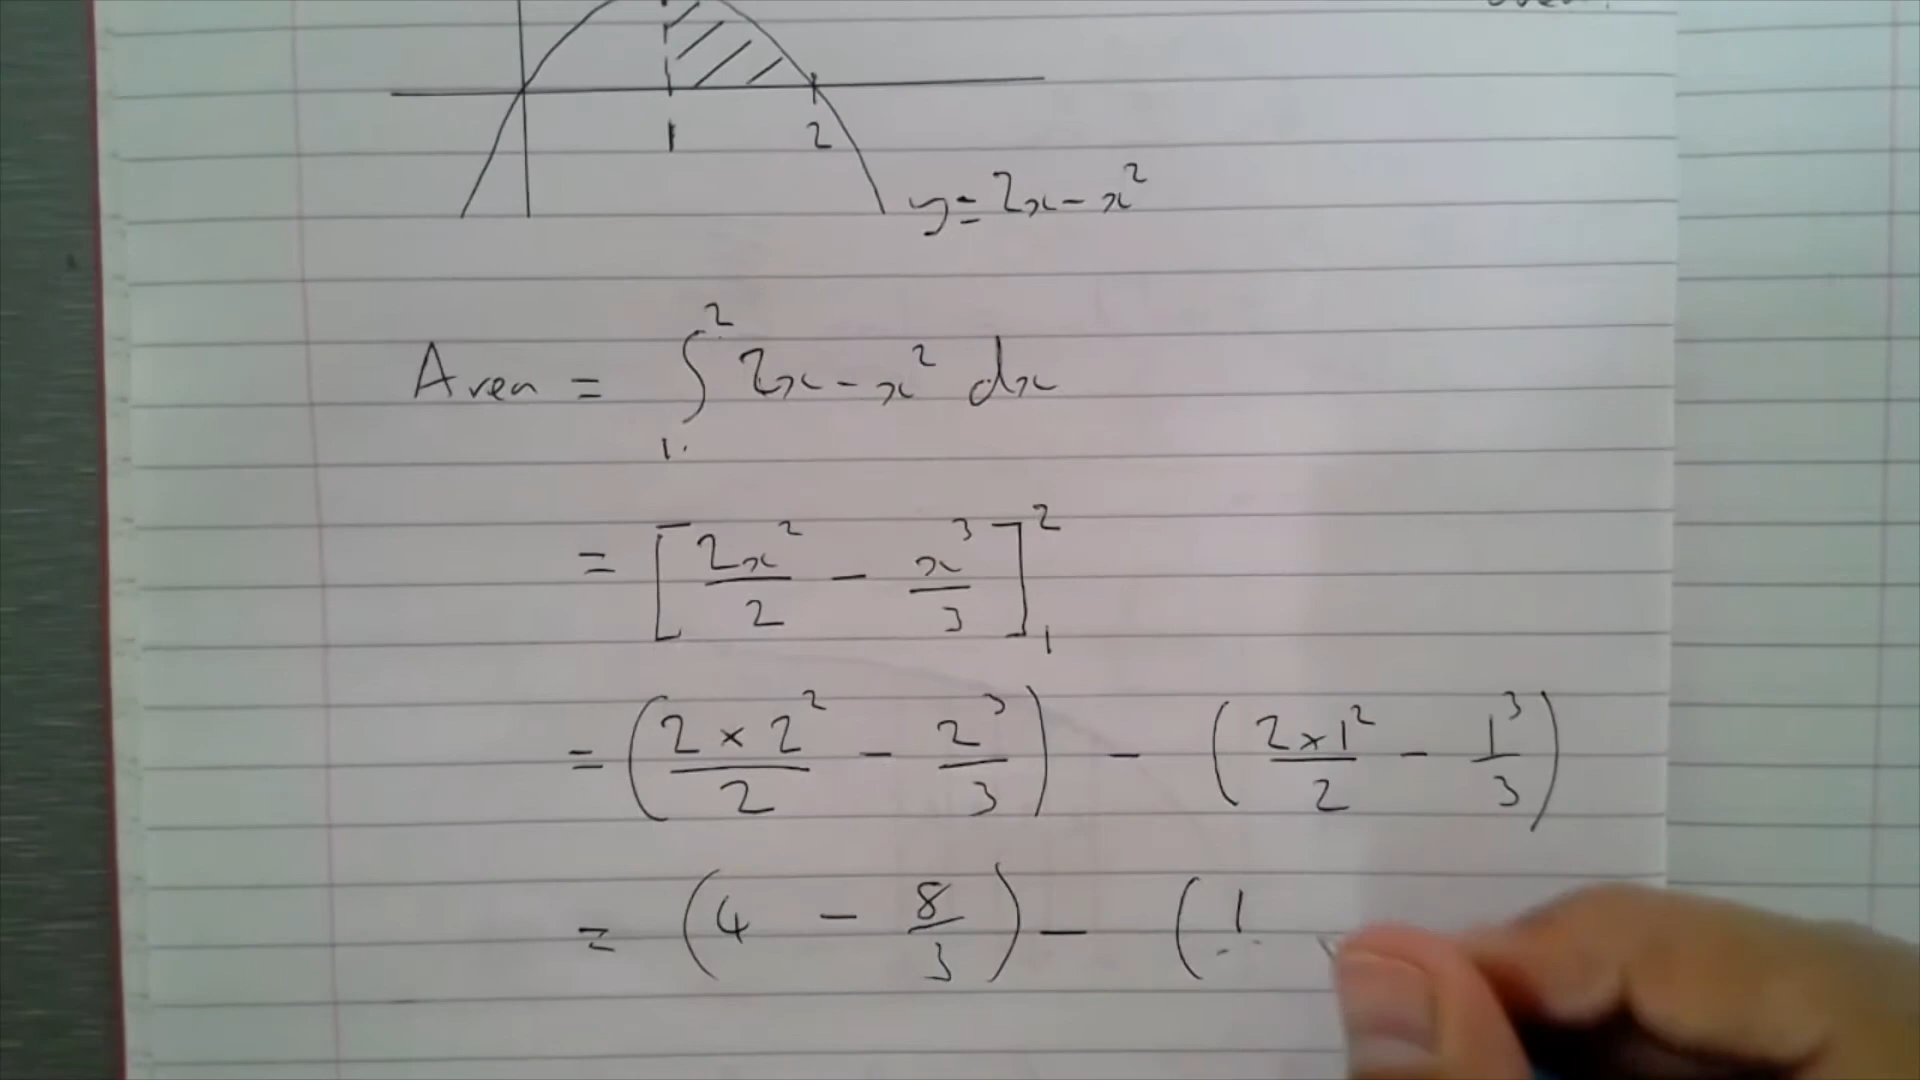 1 2
y = 2x - x²
Area = ∫₁² 2x - x² dx
= [2x²/2 - x³/3]₁²
= (2 × 2²/2 - 2³/3) - (2 × 1²/2 - 1³/3)
= (4 - 8/3) - (1